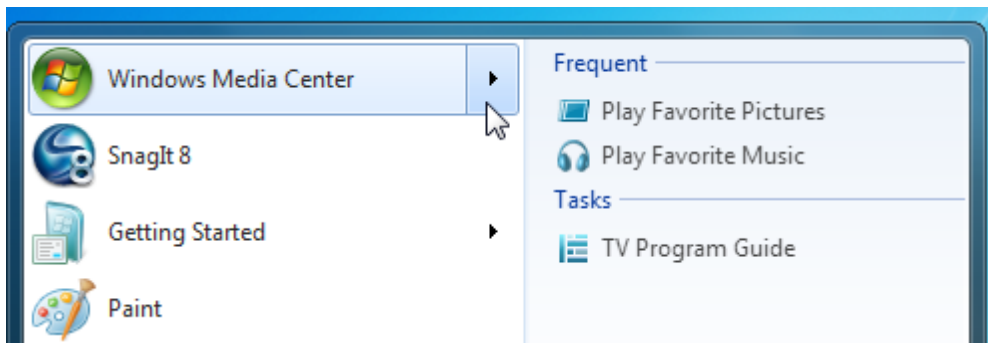 Windows Media Center
SnagIt 8
Getting Started
Paint
Frequent
Play Favorite Pictures
Play Favorite Music
Tasks
TV Program Guide